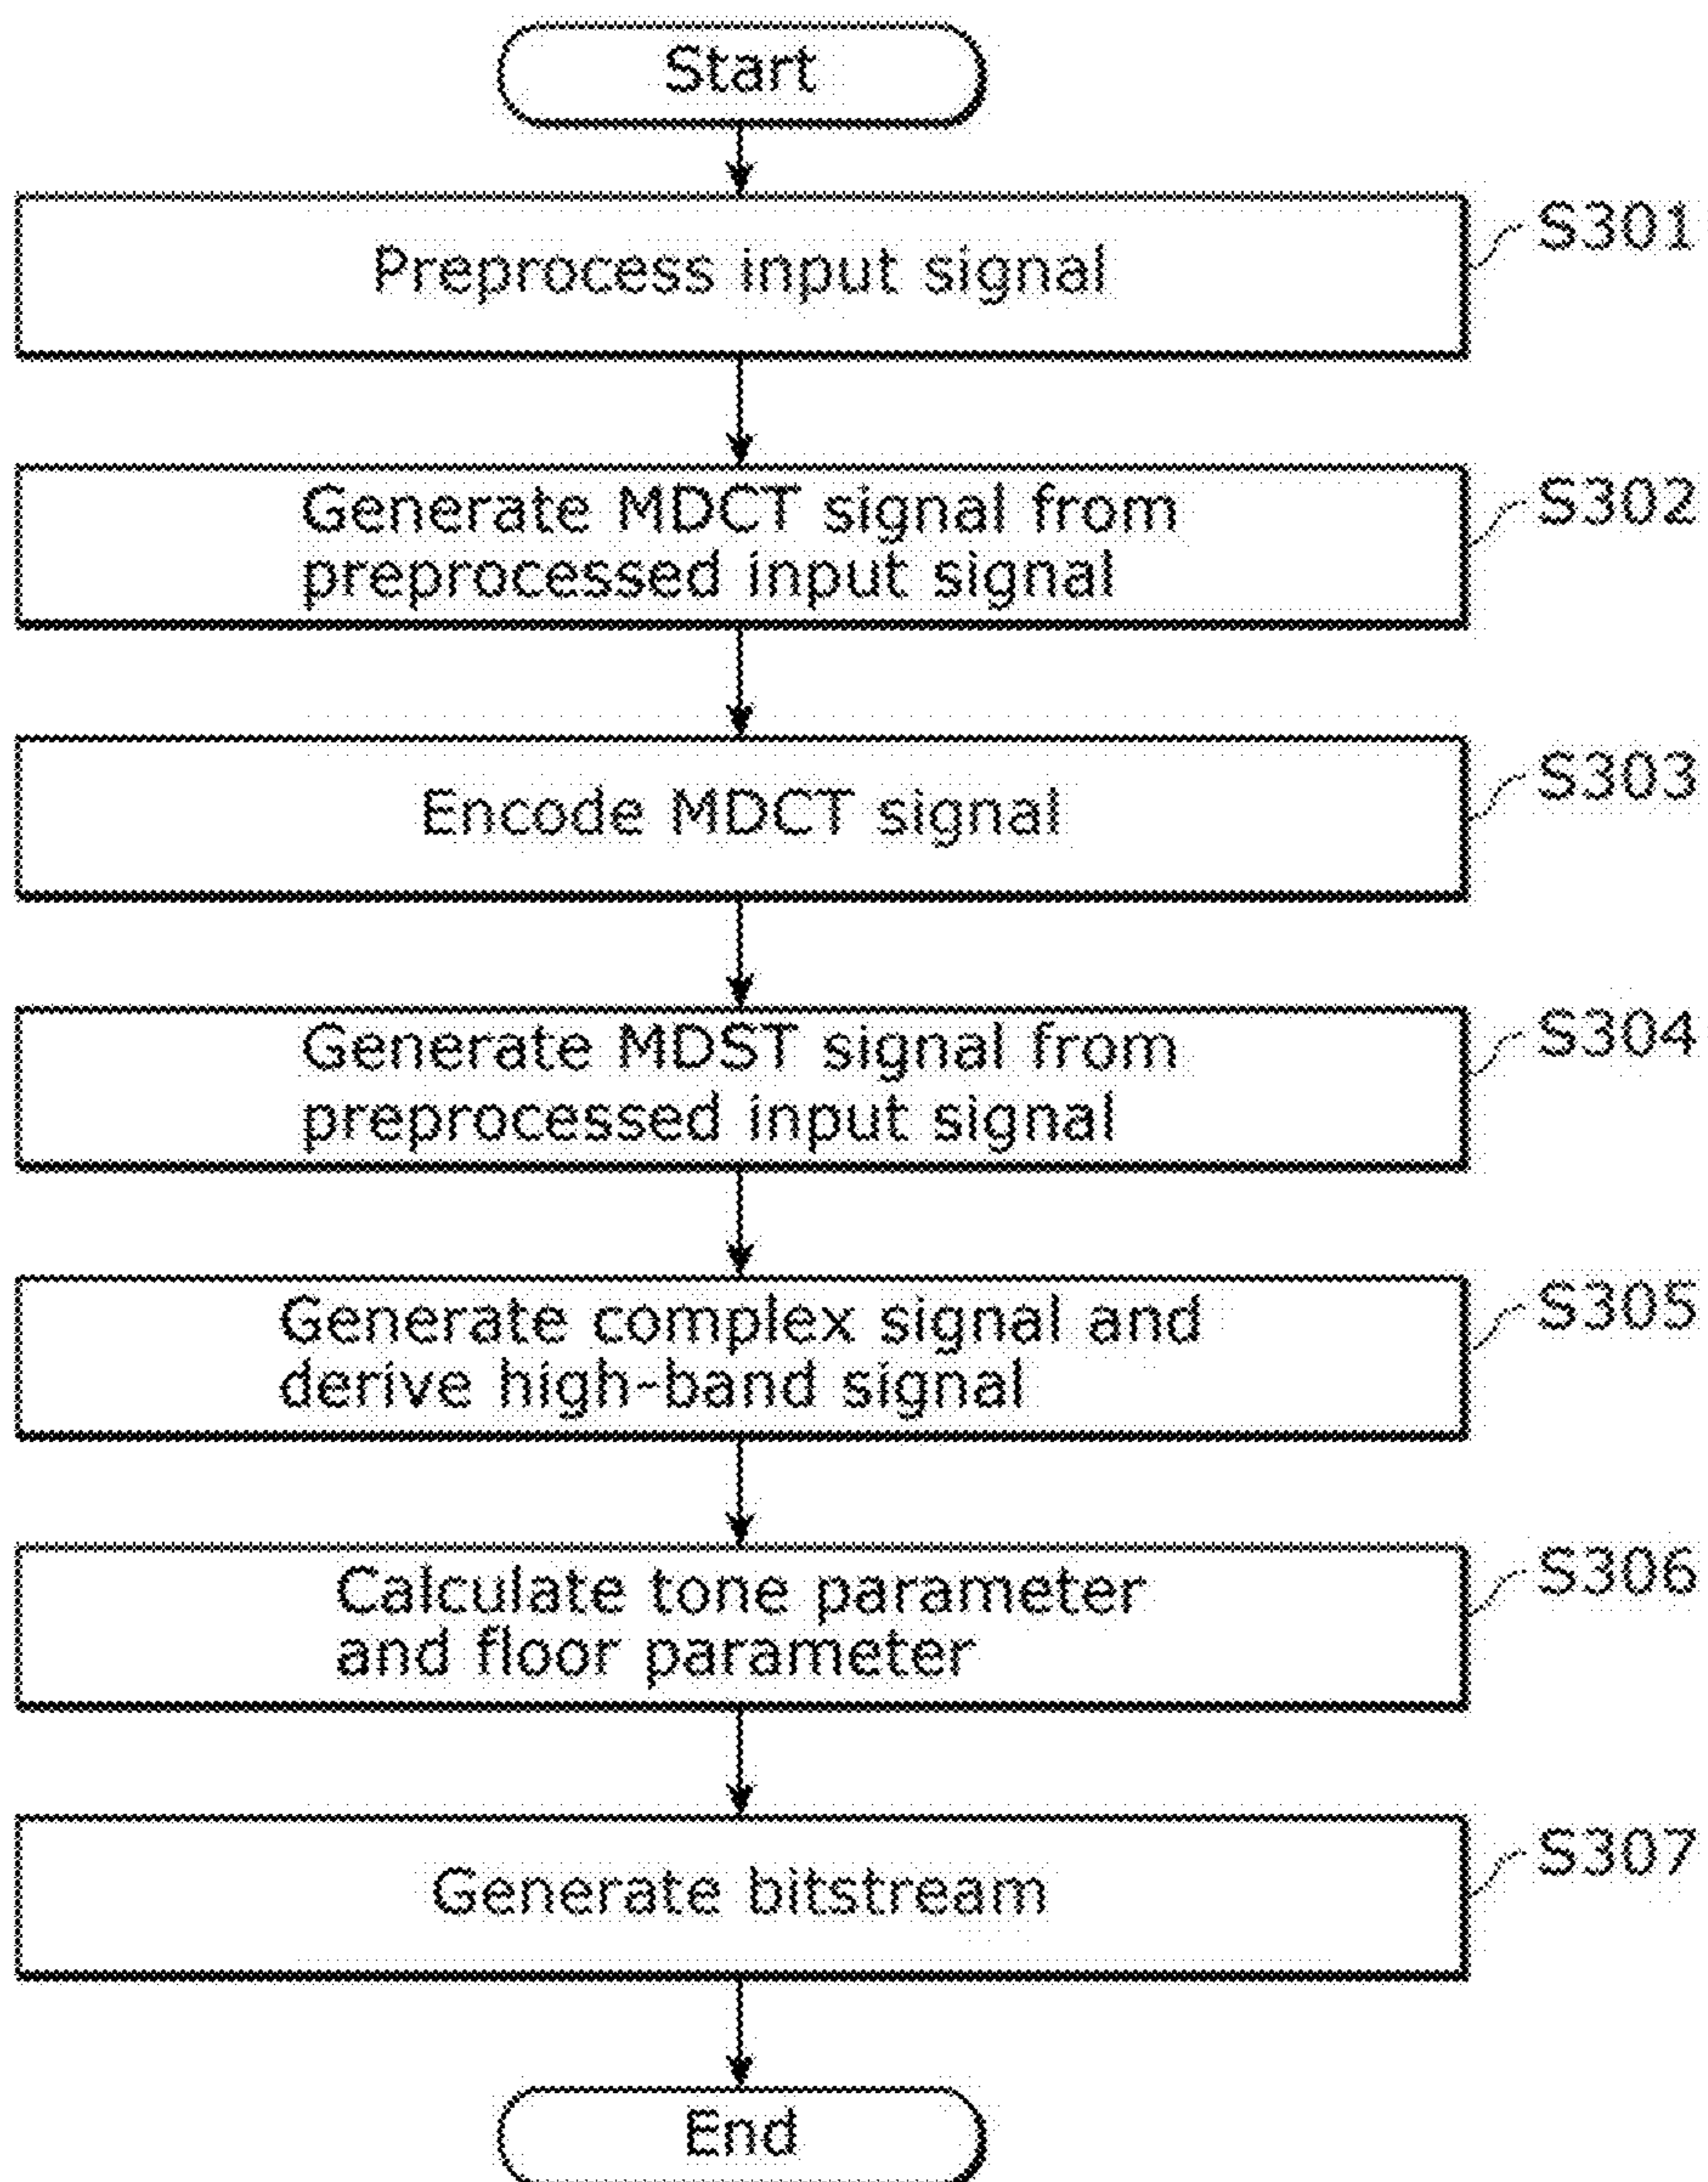 Start
Preprocess input signal
S301
Generate MDCT signal from
preprocessed input signal
S302
Encode MDCT signal
S303
Generate MDST signal from
preprocessed input signal
S304
Generate complex signal and
derive high-band signal
S305
Calculate tone parameter
and floor parameter
S306
Generate bitstream
S307
End